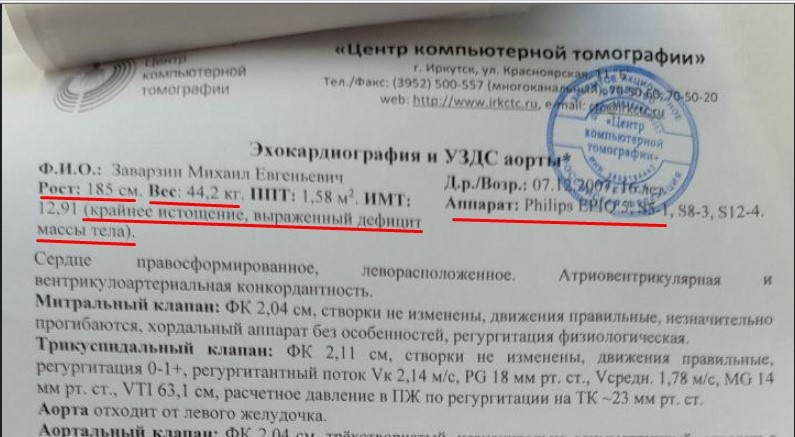 Центр
компьютерной
томографии
«Центр компьютерной томографии»
г. Иркутск, ул. Красноярская,
Тел./Факс: (3952) 500-557 (многоканальный), 70-50-60, 70-50-20
web: http://www.irkctc.ru, e-mail:
«Центр
компьютерной
томографии»
Эхокардиография и УЗДС аорты*
Ф.И.О.: Заварзин Михаил Евгеньевич
Д.р./Возр.: 07.12.2007, 16 лет.
Рост: 185 см. Вес: 44,2 кг. ППТ: 1,58 м². ИМТ:
Аппарат: Philips EPIQ 5, S5-1, S8-3, S12-4.
12,91 (крайнее истощение, выраженный дефицит
массы тела).
Сердце правосформированное, леворасположенное. Атриовентрикулярная и
вентрикулоартериальная конкордантность.
Митральный клапан: ФК 2,04 см, створки не изменены, движения правильные, незначительно
прогибаются, хордальный аппарат без особенностей, регургитация физиологическая.
Трикуспидальный клапан: ФК 2,11 см, створки не изменены, движения правильные,
регургитация 0-1+, регургитантный поток Vк 2,14 м/с, PG 18 мм рт. ст., Vсредн. 1,78 м/с, MG 14
мм рт. ст., VTI 63,1 см, расчетное давление в ПЖ по регургитации на ТК ~23 мм рт. ст.
Аорта отходит от левого желудочка.
Аортальный клапан: ФК 2,04 см, трёхстворчатый,